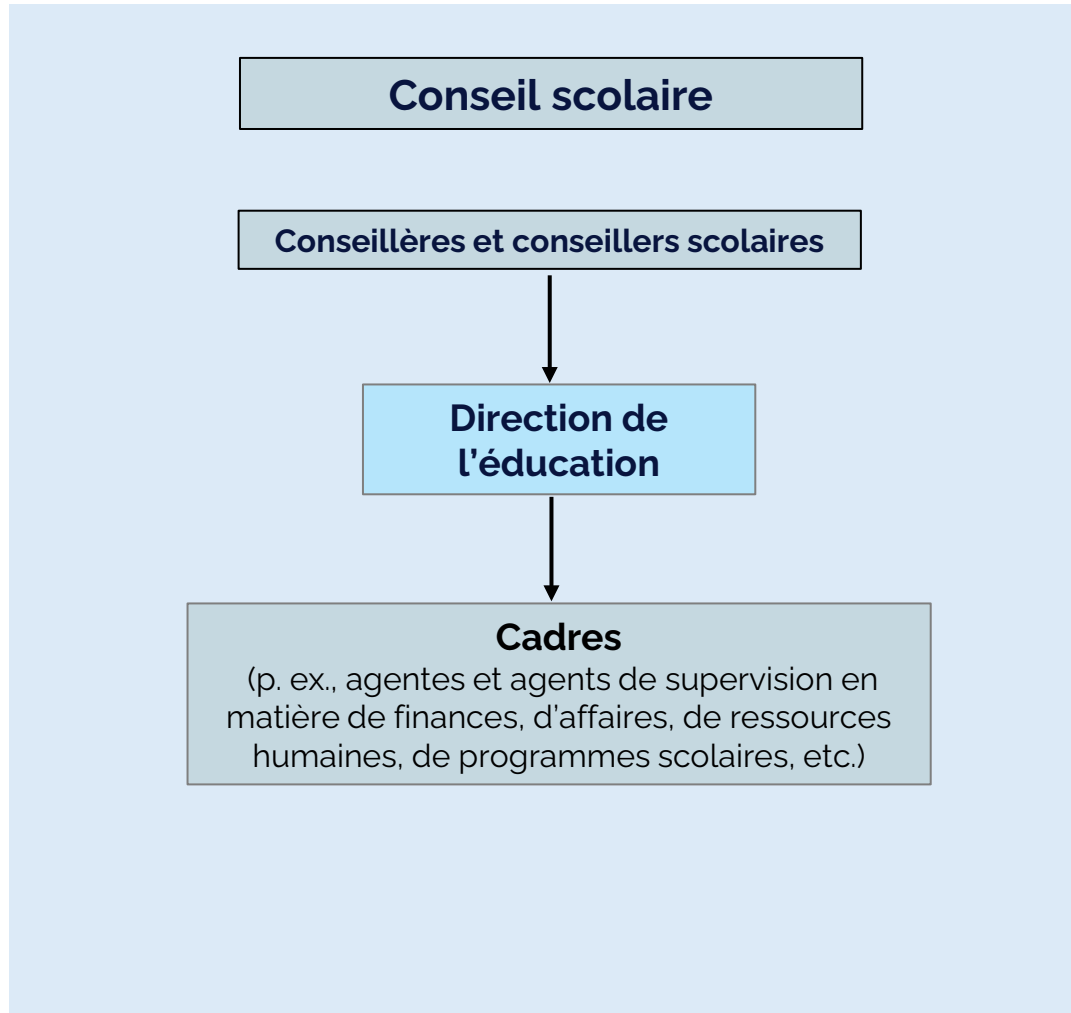 Conseil scolaire
Conseillères et conseillers scolaires
Direction de
l’éducation
Cadres
(p. ex., agentes et agents de supervision en
matière de finances, d’affaires, de ressources
humaines, de programmes scolaires, etc.)